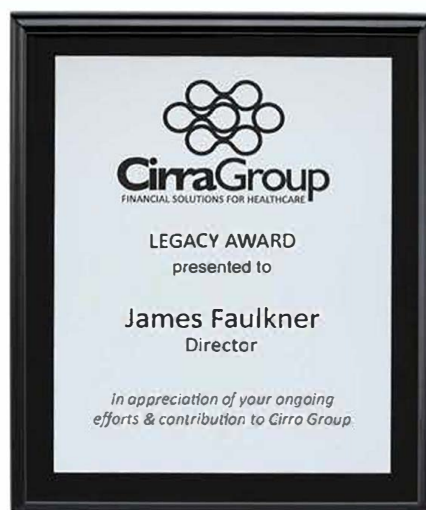 CirraGroup
FINANCIAL SOLUTIONS FOR HEALTHCARE
LEGACY AWARD
presented to
James Faulkner
Director
in appreciation of your ongoing
efforts & contribution to Cirro Group